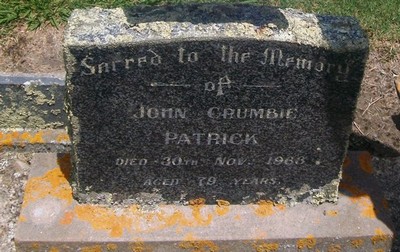 Sacred to the Memory
of
JOHN CRUMBIE
PATRICK
DIED 30TH NOV. 1968
AGED 79 YEARS.